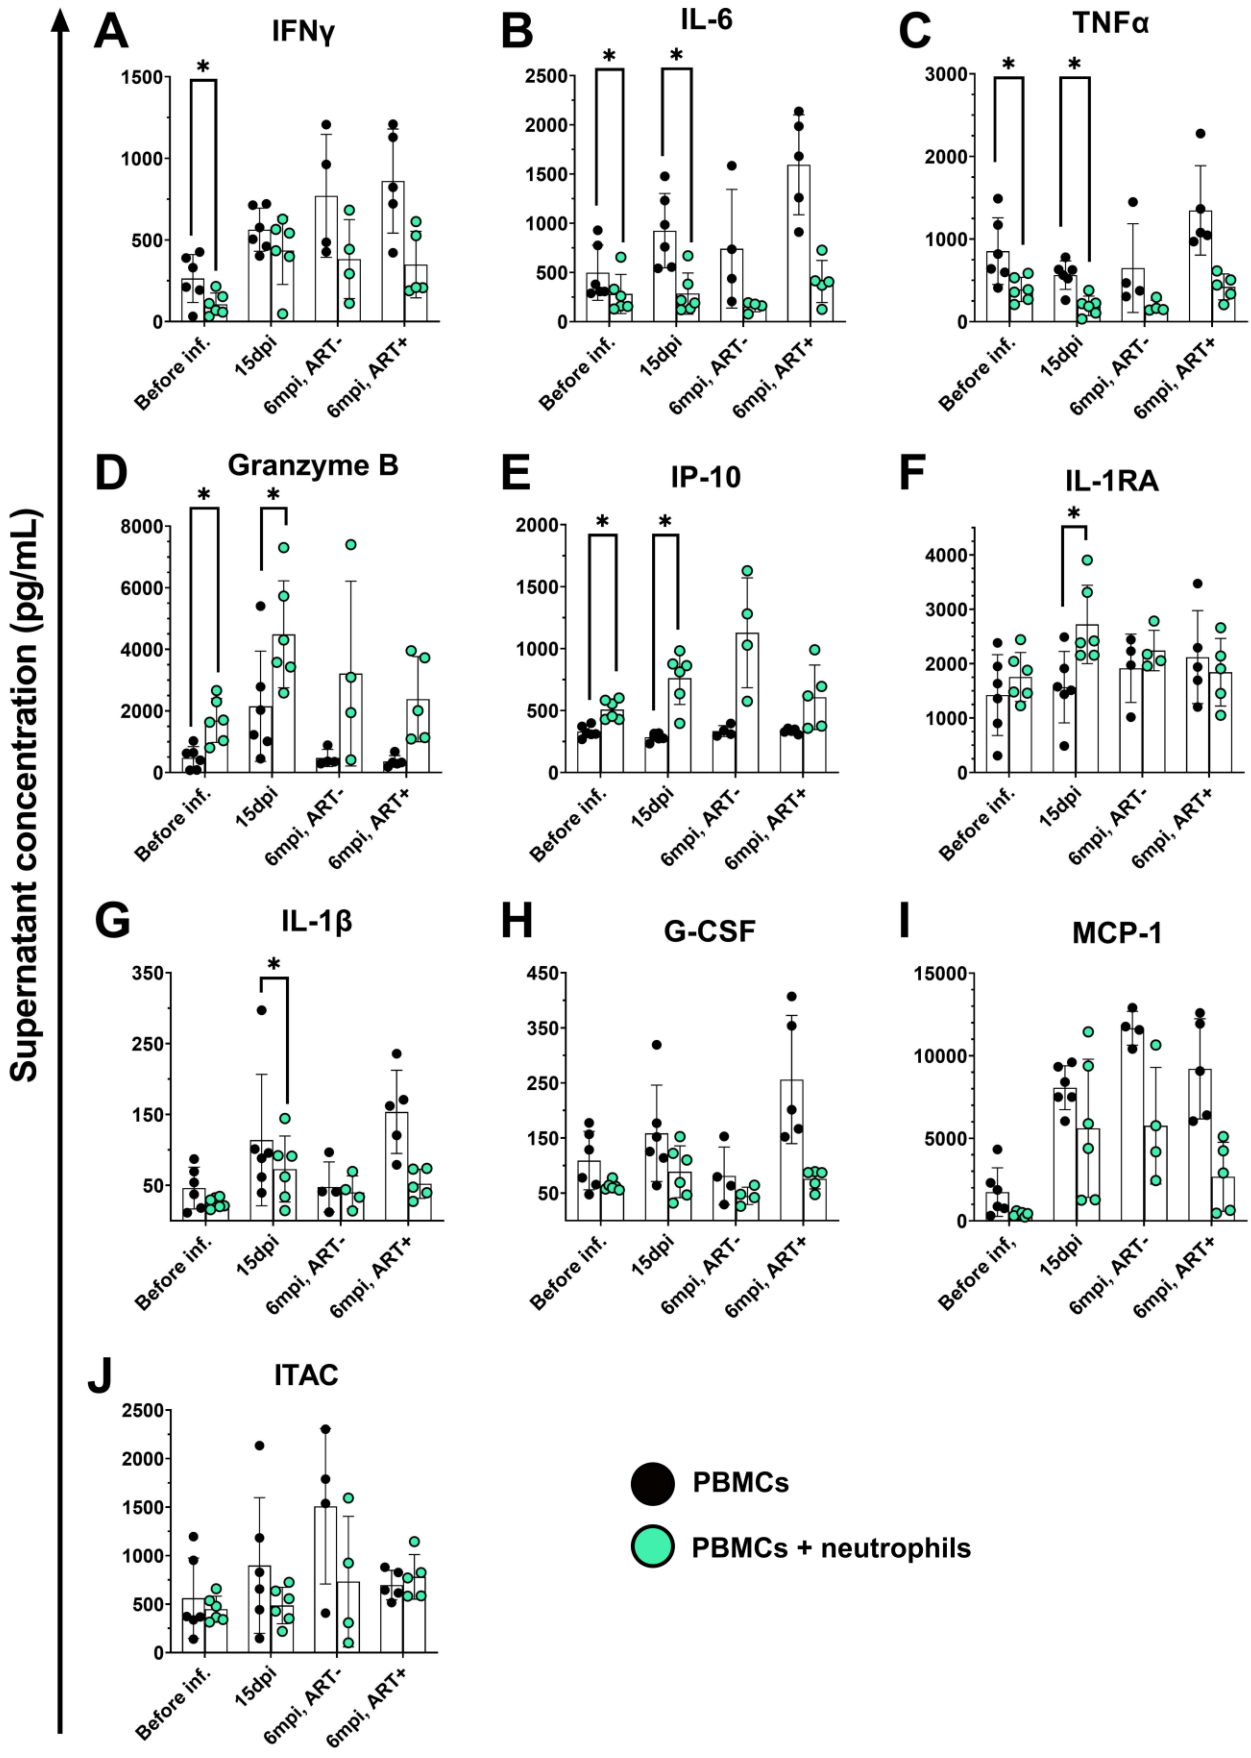 Supernatant concentration (pg/mL)
A
IFNγ
*
1500
1000
500
0
Before inf.
15dpi
6mpi, ART-
6mpi, ART+
B
IL-6
*
*
2500
2000
1500
1000
500
0
Before inf.
15dpi
6mpi, ART-
6mpi, ART+
C
TNFα
*
*
3000
2000
1000
0
Before inf.
15dpi
6mpi, ART-
6mpi, ART+
D
Granzyme B
*
*
8000
6000
4000
2000
0
Before inf.
15dpi
6mpi, ART-
6mpi, ART+
E
IP-10
*
*
2000
1500
1000
500
0
Before inf.
15dpi
6mpi, ART-
6mpi, ART+
F
IL-1RA
*
4000
3000
2000
1000
0
Before inf.
15dpi
6mpi, ART-
6mpi, ART+
G
IL-1β
*
350
250
150
50
Before inf.
15dpi
6mpi, ART-
6mpi, ART+
H
G-CSF
450
350
250
150
50
Before inf.
15dpi
6mpi, ART-
6mpi, ART+
I
MCP-1
15000
10000
5000
0
Before inf,
15dpi
6mpi, ART-
6mpi, ART+
J
ITAC
2500
2000
1500
1000
500
0
Before inf.
15dpi
6mpi, ART-
6mpi, ART+
PBMCs
PBMCs + neutrophils